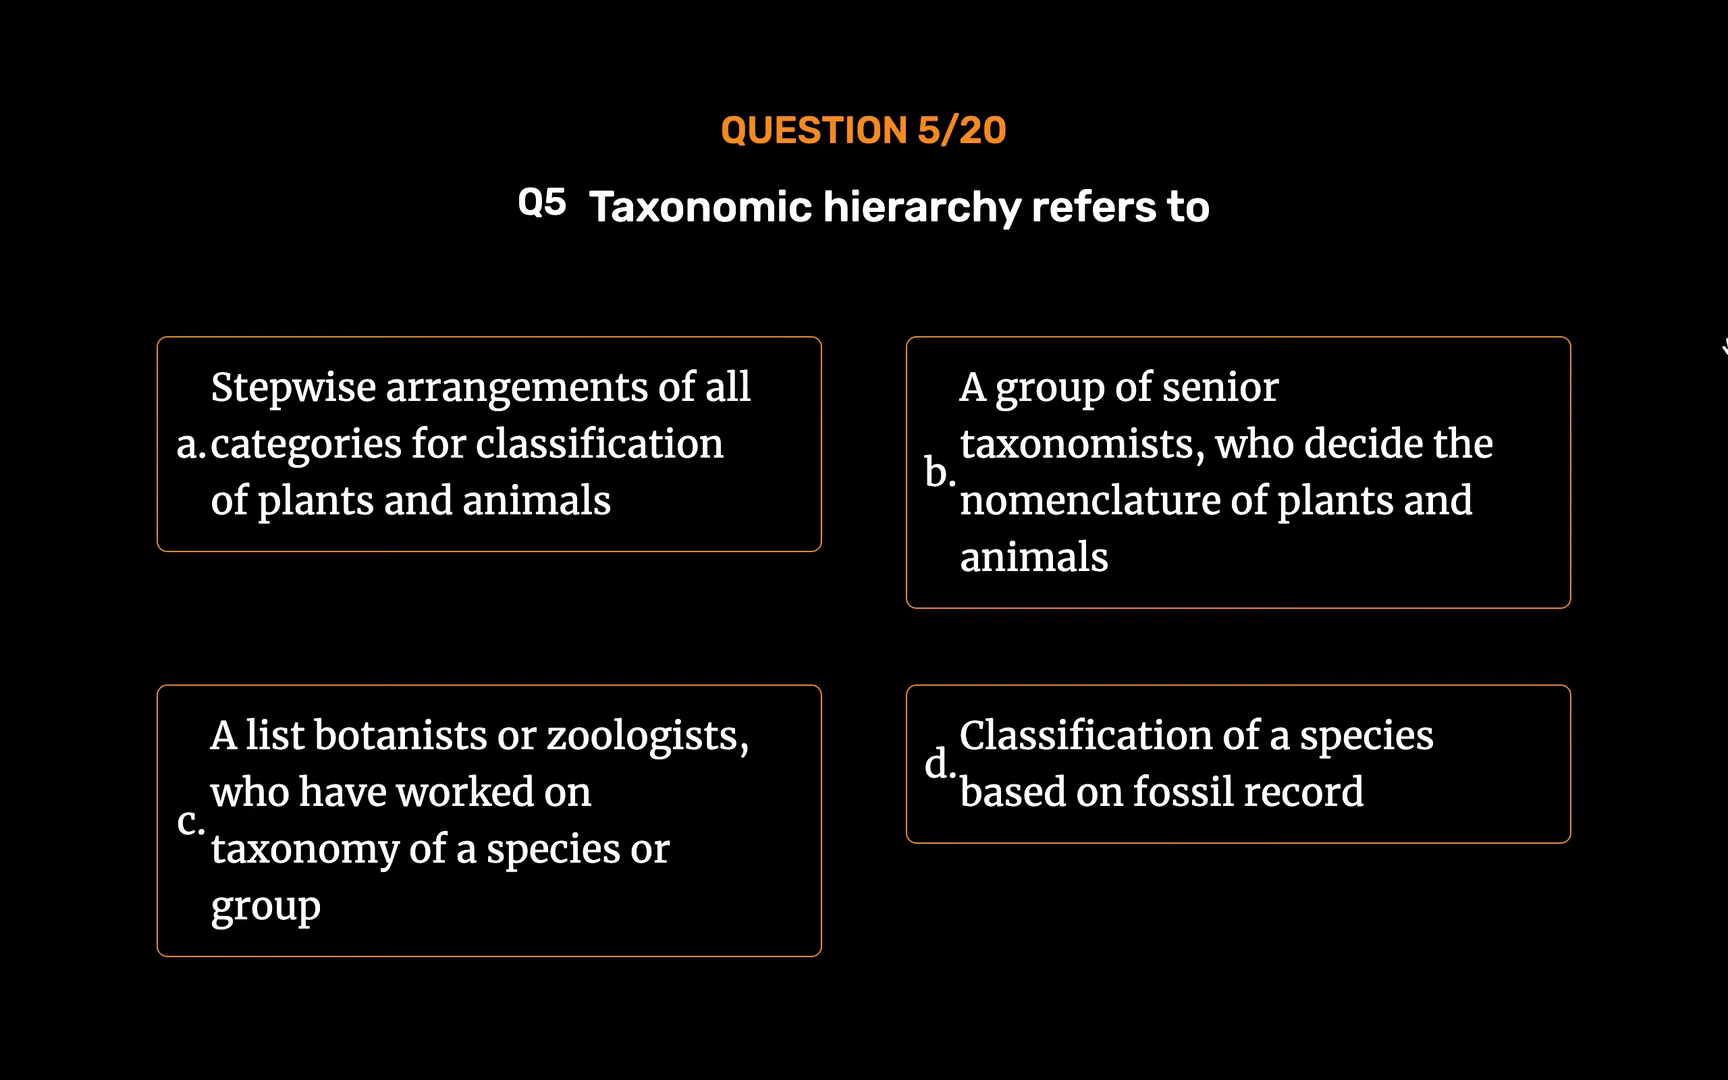 QUESTION 5/20
Q5 Taxonomic hierarchy refers to
Stepwise arrangements of all
a. categories for classification
of plants and animals
A group of senior
taxonomists, who decide the
b.
nomenclature of plants and
animals
A list botanists or zoologists,
who have worked on
c.
taxonomy of a species or
group
Classification of a species
d.
based on fossil record